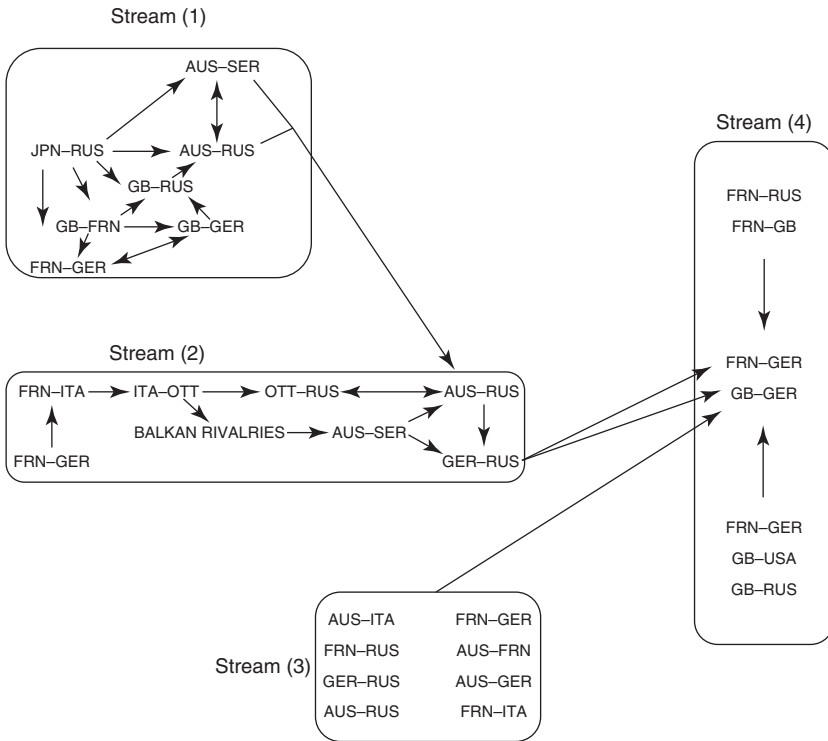 Stream (1)
AUS–SER
JPN–RUS
AUS–RUS
GB–RUS
GB–FRN
GB–GER
FRN–GER
Stream (2)
FRN–ITA
ITA–OTT
OTT–RUS
AUS–RUS
BALKAN RIVALRIES
AUS–SER
FRN–GER
GER–RUS
Stream (3)
AUS–ITA
FRN–GER
FRN–RUS
AUS–FRN
GER–RUS
AUS–GER
AUS–RUS
FRN–ITA
Stream (4)
FRN–RUS
FRN–GB
FRN–GER
GB–GER
FRN–GER
GB–USA
GB–RUS